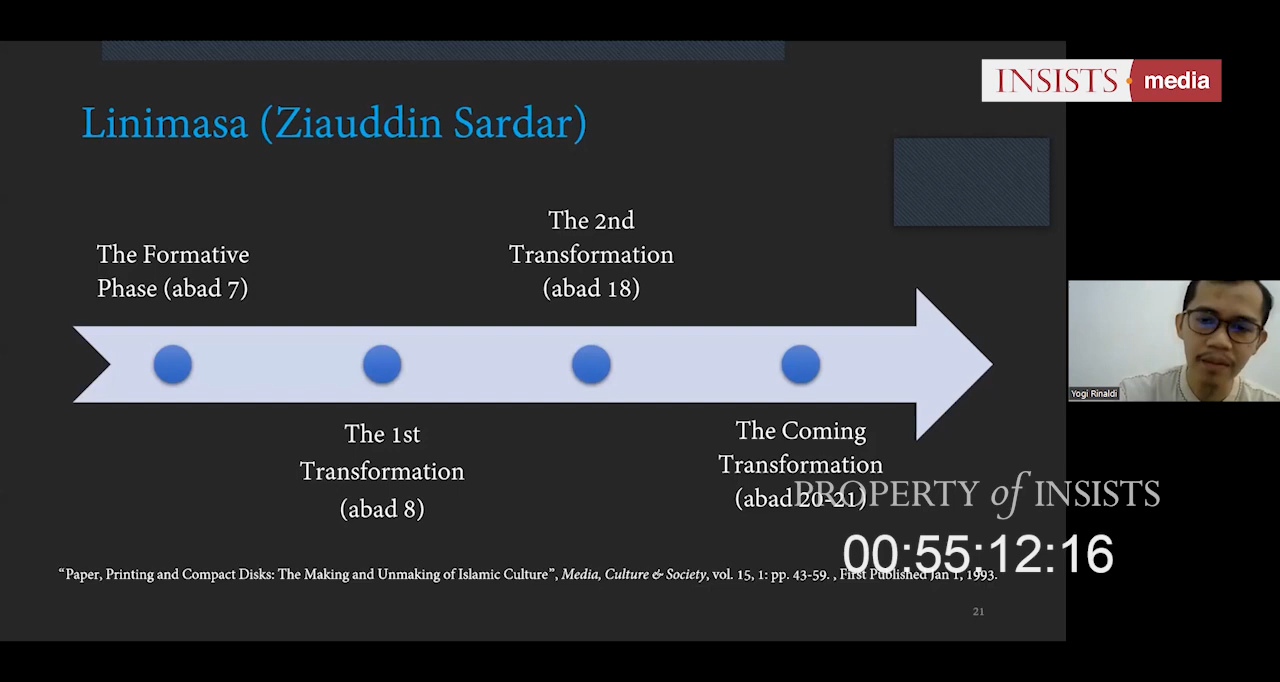 INSISTS media
Linimasa (Ziauddin Sardar)
The Formative
Phase (abad 7)
The 1st
Transformation
(abad 8)
The 2nd
Transformation
(abad 18)
The Coming
Transformation
(abad 20-21)
Yogi Rinaldi
PROPERTY of INSISTS
00:55:12:16
“Paper, Printing and Compact Disks: The Making and Unmaking of Islamic Culture”, Media, Culture & Society, vol. 15, 1: pp. 43-59. , First Published Jan 1, 1993.
21